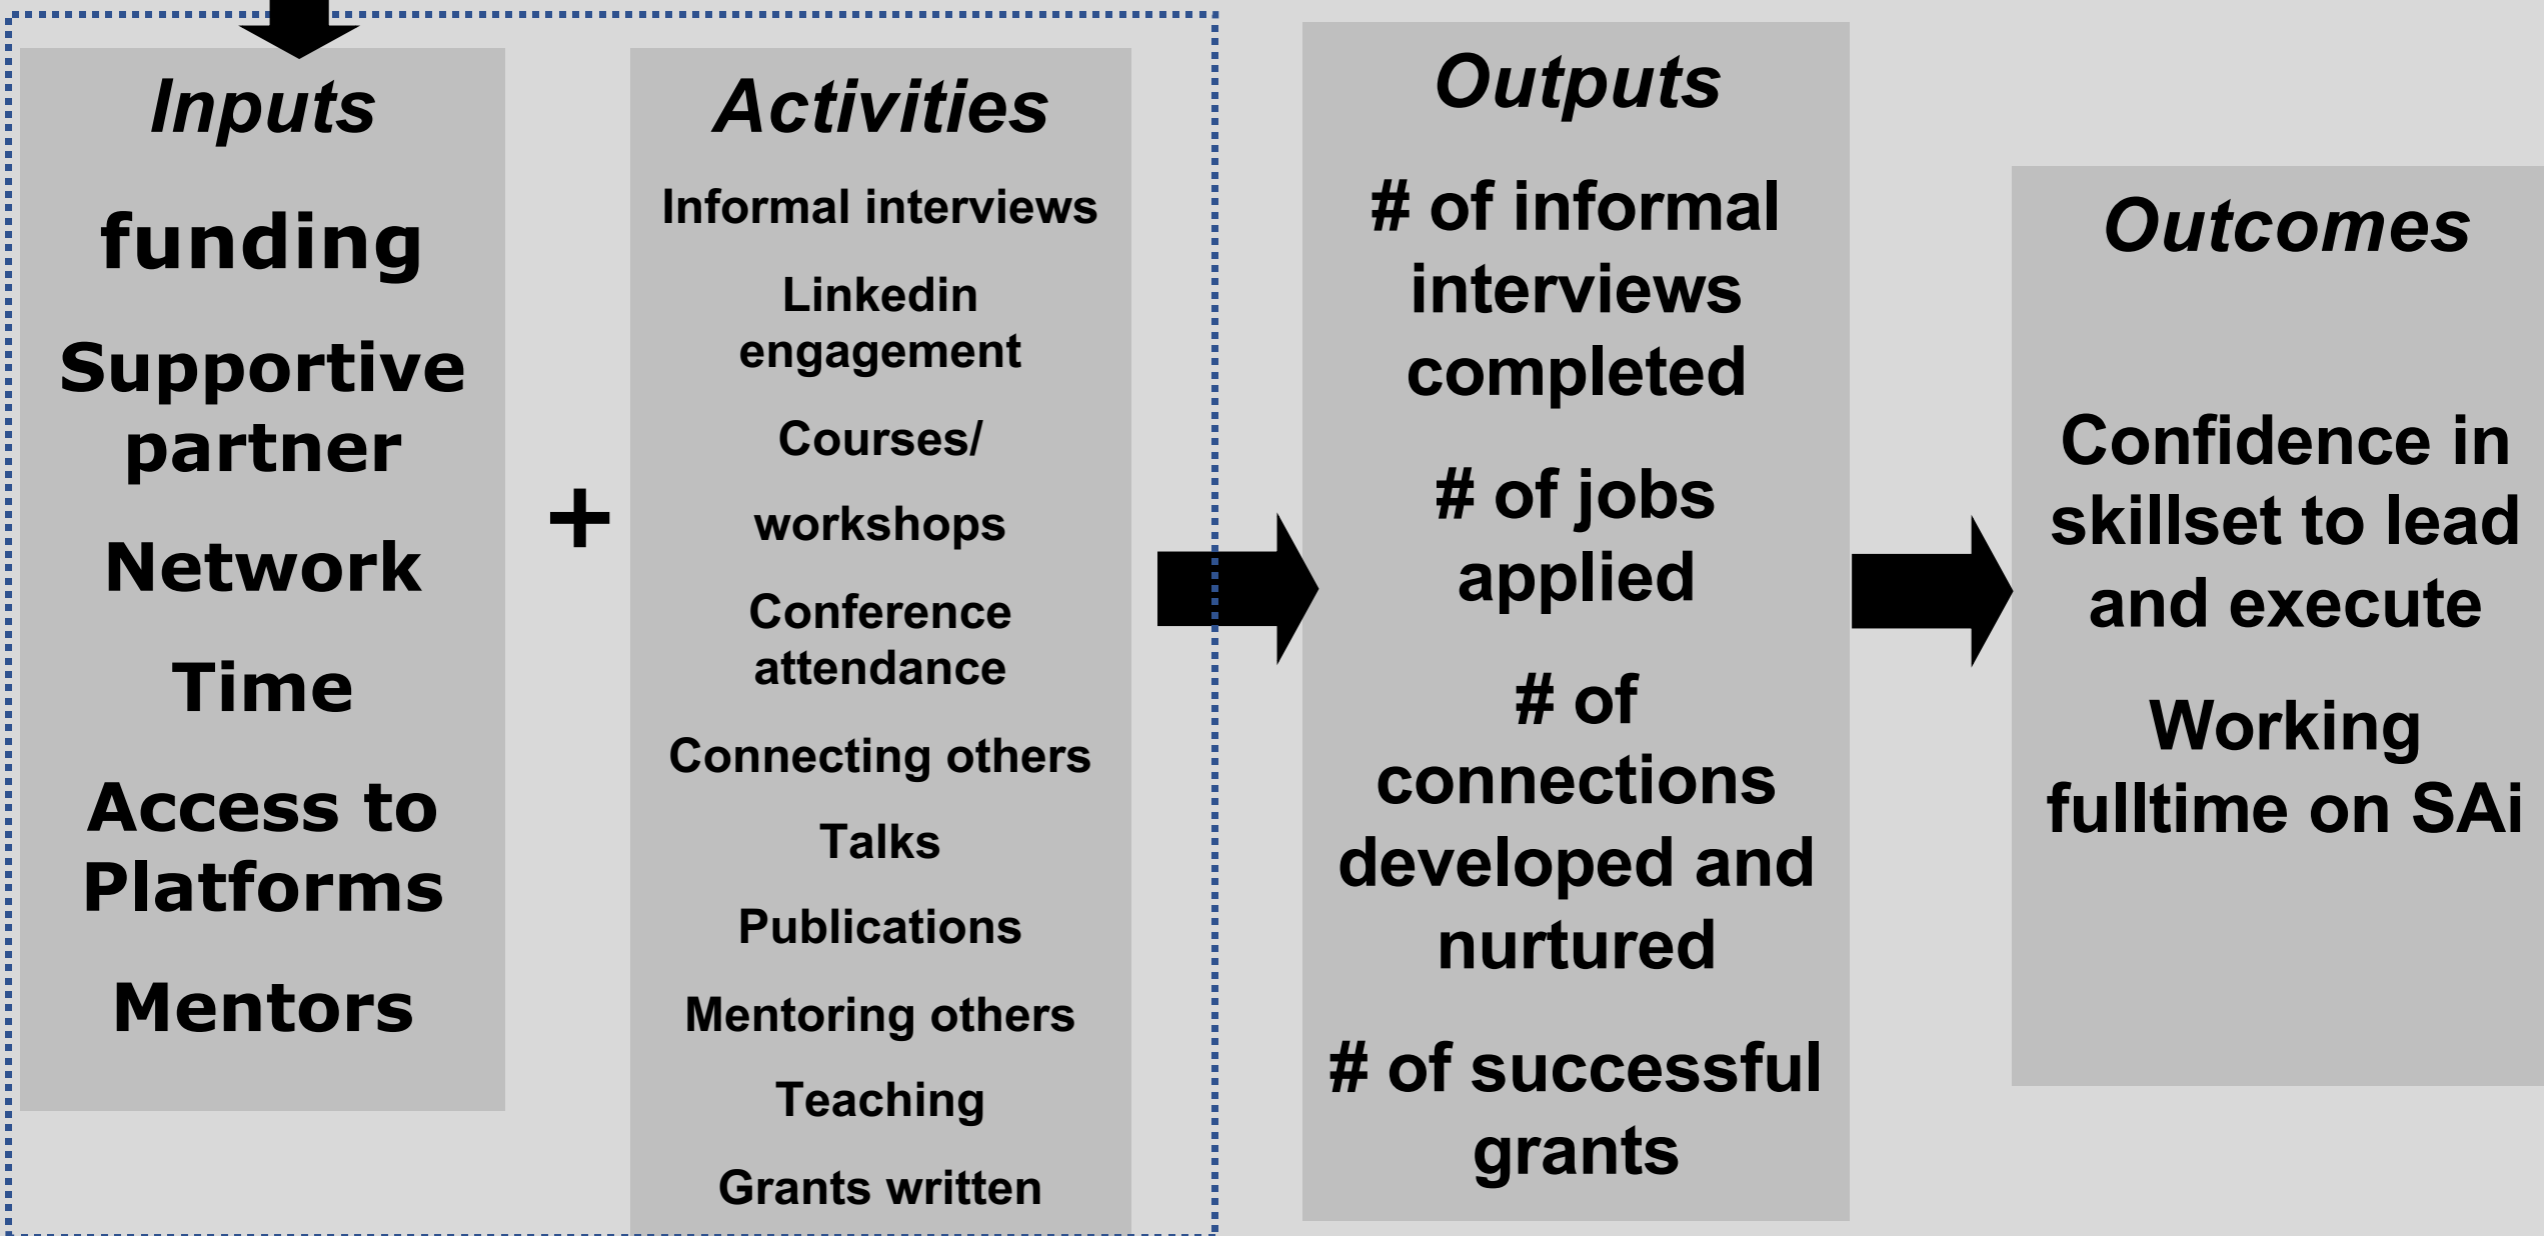 Inputs
funding
Supportive
partner
Network
Time
Access to
Platforms
Mentors
+
Activities
Informal interviews
Linkedin
engagement
Courses/
workshops
Conference
attendance
Connecting others
Talks
Publications
Mentoring others
Teaching
Grants written
Outputs
# of informal
interviews
completed
# of jobs
applied
# of
connections
developed and
nurtured
# of successful
grants
Outcomes
Confidence in
skillset to lead
and execute
Working
fulltime on SAi